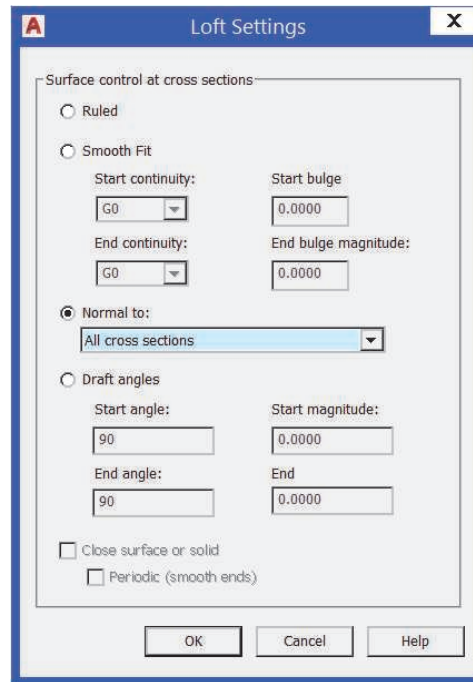 A
Loft Settings
X
Surface control at cross sections
Ruled
Smooth Fit
Start continuity:
Start bulge
G0
0.0000
End continuity:
End bulge magnitude:
G0
0.0000
Normal to:
All cross sections
Draft angles
Start angle:
Start magnitude:
90
0.0000
End angle:
End
90
0.0000
Close surface or solid
Periodic (smooth ends)
OK
Cancel
Help